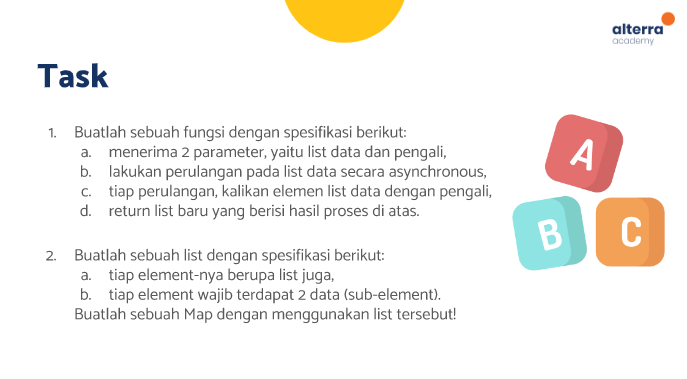 alterra
academy
Task
1. Buatlah sebuah fungsi dengan spesifikasi berikut:
a. menerima 2 parameter, yaitu list data dan pengali,
b. lakukan perulangan pada list data secara asynchronous,
c. tiap perulangan, kalikan elemen list data dengan pengali,
d. return list baru yang berisi hasil proses di atas.
2. Buatlah sebuah list dengan spesifikasi berikut:
a. tiap element-nya berupa list juga,
b. tiap element wajib terdapat 2 data (sub-element).
Buatlah sebuah Map dengan menggunakan list tersebut!
A
B
C